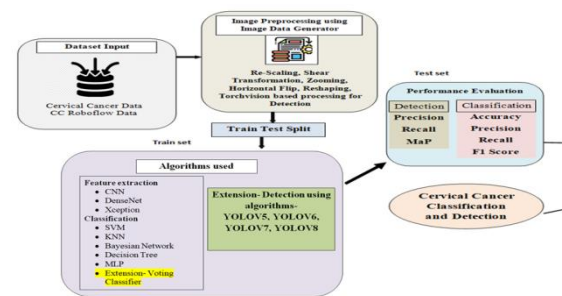 Dataset Input
Cervical Cancer Data
CC Roboflow Data
Image Preprocessing using
Image Data Generator
Re-Scaling, Shear
Transformation, Zooming,
Horizontal Flip, Reshaping,
Torchvision based processing for
Detection
Train Test Split
Train set
Algorithms used
Feature extraction
• CNN
• DenseNet
• Xception
Classification
• SVM
• KNN
• Bayesian Network
• Decision Tree
• MLP
• Extension- Voting
Classifier
Extension- Detection using
algorithms-
YOLOV5, YOLOV6,
YOLOV7, YOLOV8
Test set
Performance Evaluation
Detection
Precision
Recall
MaP
Classification
Accuracy
Precision
Recall
F1 Score
Cervical Cancer
Classification
and Detection